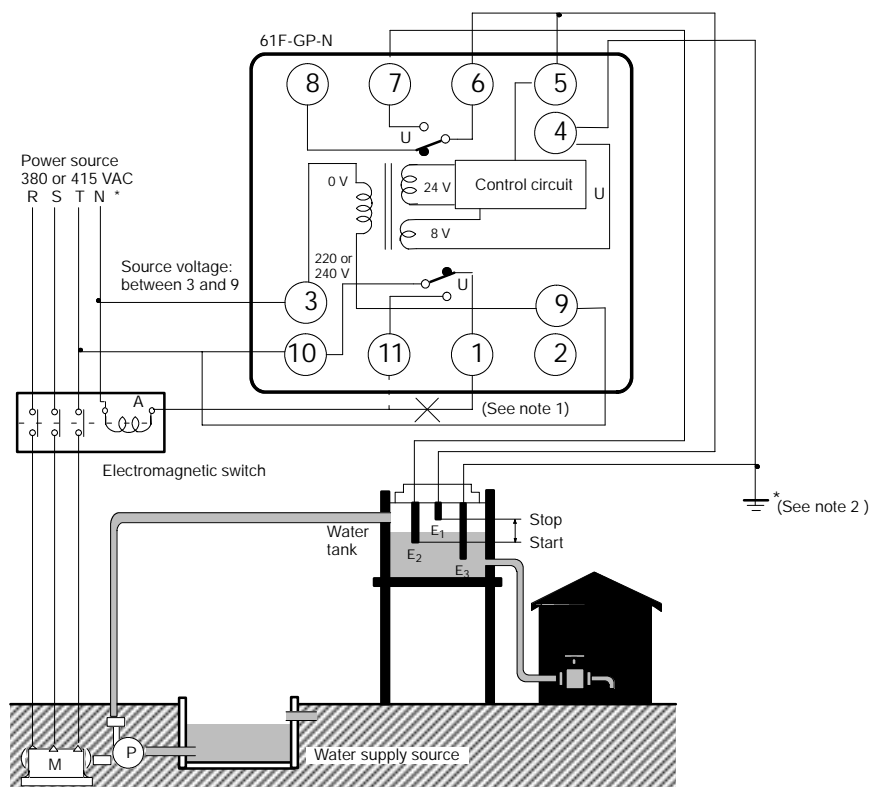 61F-GP-N
8
7
6
5
4
U
Power source
380 or 415 VAC
R S T N *
0 V
24 V
Control circuit
U
8 V
220 or
240 V
Source voltage:
between 3 and 9
U
3
9
10
11
1
2
A
(See note 1)
Electromagnetic switch
* (See note 2 )
Stop
Start
Water
tank
E1
E2
E3
P
M
Water supply source